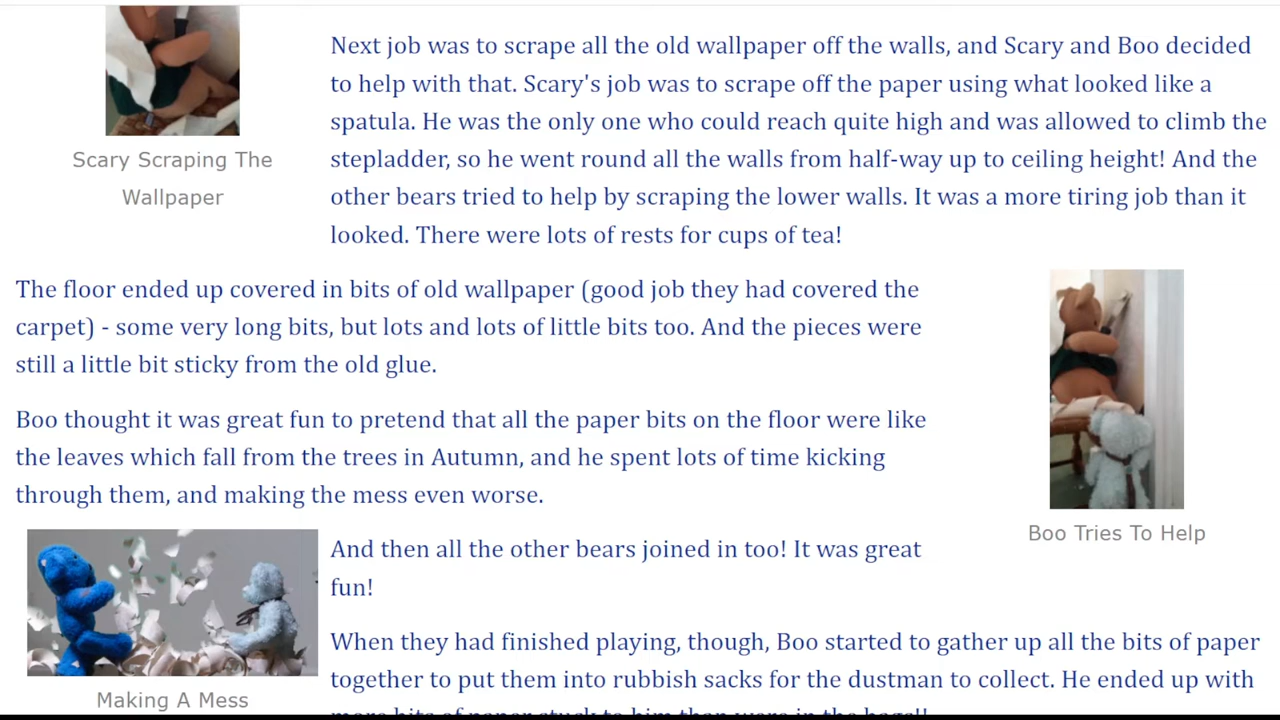 Next job was to scrape all the old wallpaper off the walls, and Scary and Boo decided
to help with that. Scary's job was to scrape off the paper using what looked like a
spatula. He was the only one who could reach quite high and was allowed to climb the
stepladder, so he went round all the walls from half-way up to ceiling height! And the
other bears tried to help by scraping the lower walls. It was a more tiring job than it
looked. There were lots of rests for cups of tea!
Scary Scraping The
Wallpaper
The floor ended up covered in bits of old wallpaper (good job they had covered the
carpet) - some very long bits, but lots and lots of little bits too. And the pieces were
still a little bit sticky from the old glue.
Boo thought it was great fun to pretend that all the paper bits on the floor were like
the leaves which fall from the trees in Autumn, and he spent lots of time kicking
through them, and making the mess even worse.
Boo Tries To Help
And then all the other bears joined in too! It was great
fun!
When they had finished playing, though, Boo started to gather up all the bits of paper
together to put them into rubbish sacks for the dustman to collect. He ended up with
more bits of paper stuck to him than were in the bags!!
Making A Mess